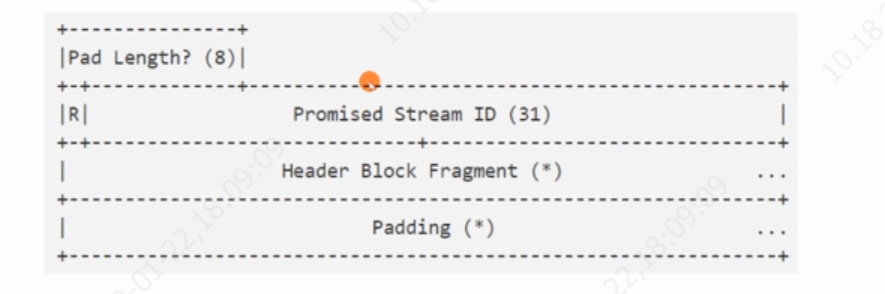 +---------------+
|Pad Length? (8)|
+-+-------------+-----------------------------------------------+
|R|                  Promised Stream ID (31)                    |
+-+-----------------------------+-------------------------------+
|                   Header Block Fragment (*)                 ...
+---------------------------------------------------------------+
|                           Padding (*)                       ...
+---------------------------------------------------------------+